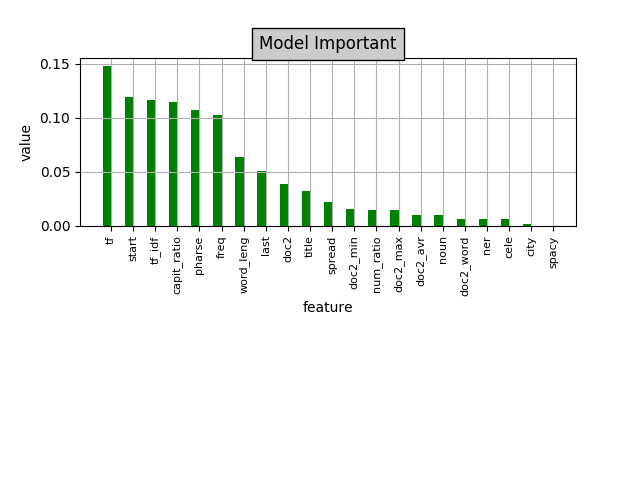 Model Important
0.15
0.10
0.05
0.00
value
tf
start
tf_idf
capit_ratio
pharse
freq
word_leng
last
doc2
title
spread
doc2_min
num_ratio
doc2_max
doc2_avr
noun
doc2_word
ner
cele
city
spacy
feature